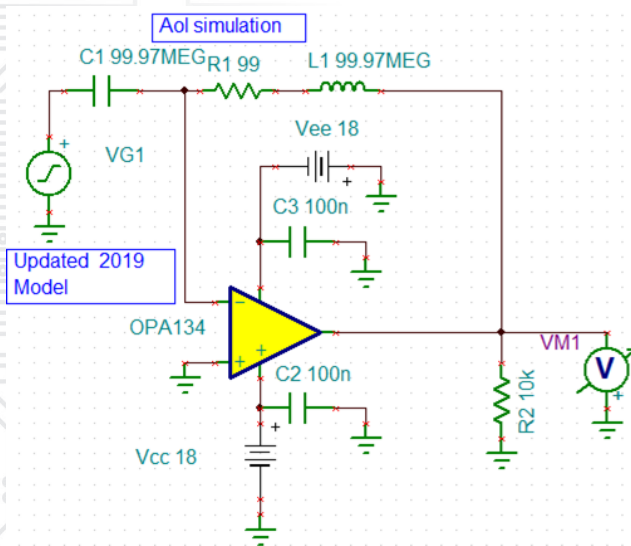 Aol simulation
C1 99.97MEG
R1 99
L1 99.97MEG
Vee 18
+
VG1
+
C3 100n
Updated 2019
Model
OPA134
−
+
+
C2 100n
VM1
V
+
R2 10k
+
Vcc 18